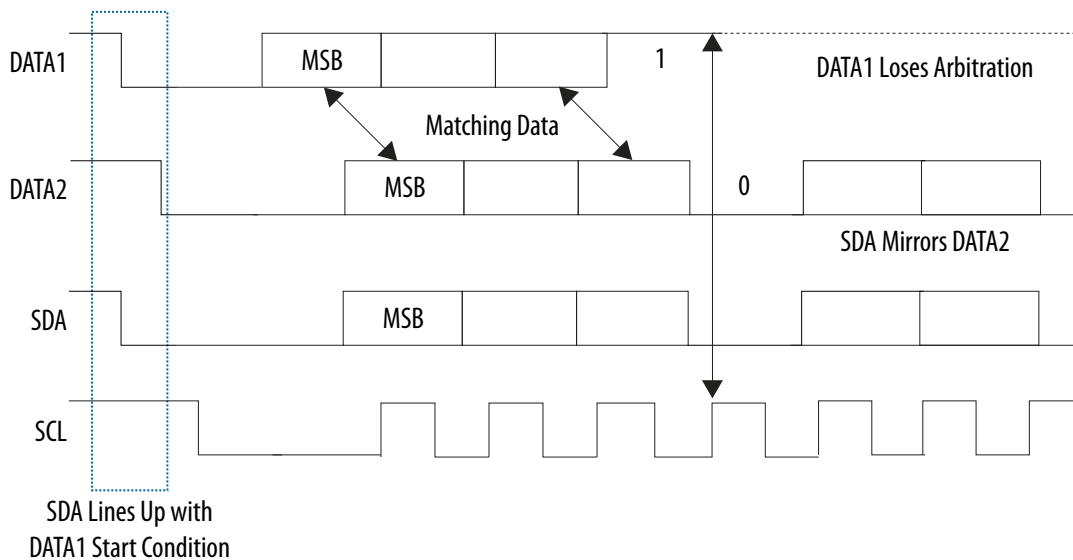 DATA1
MSB
1
DATA1 Loses Arbitration
Matching Data
DATA2
MSB
0
SDA Mirrors DATA2
SDA
MSB
SCL
SDA Lines Up with
DATA1 Start Condition